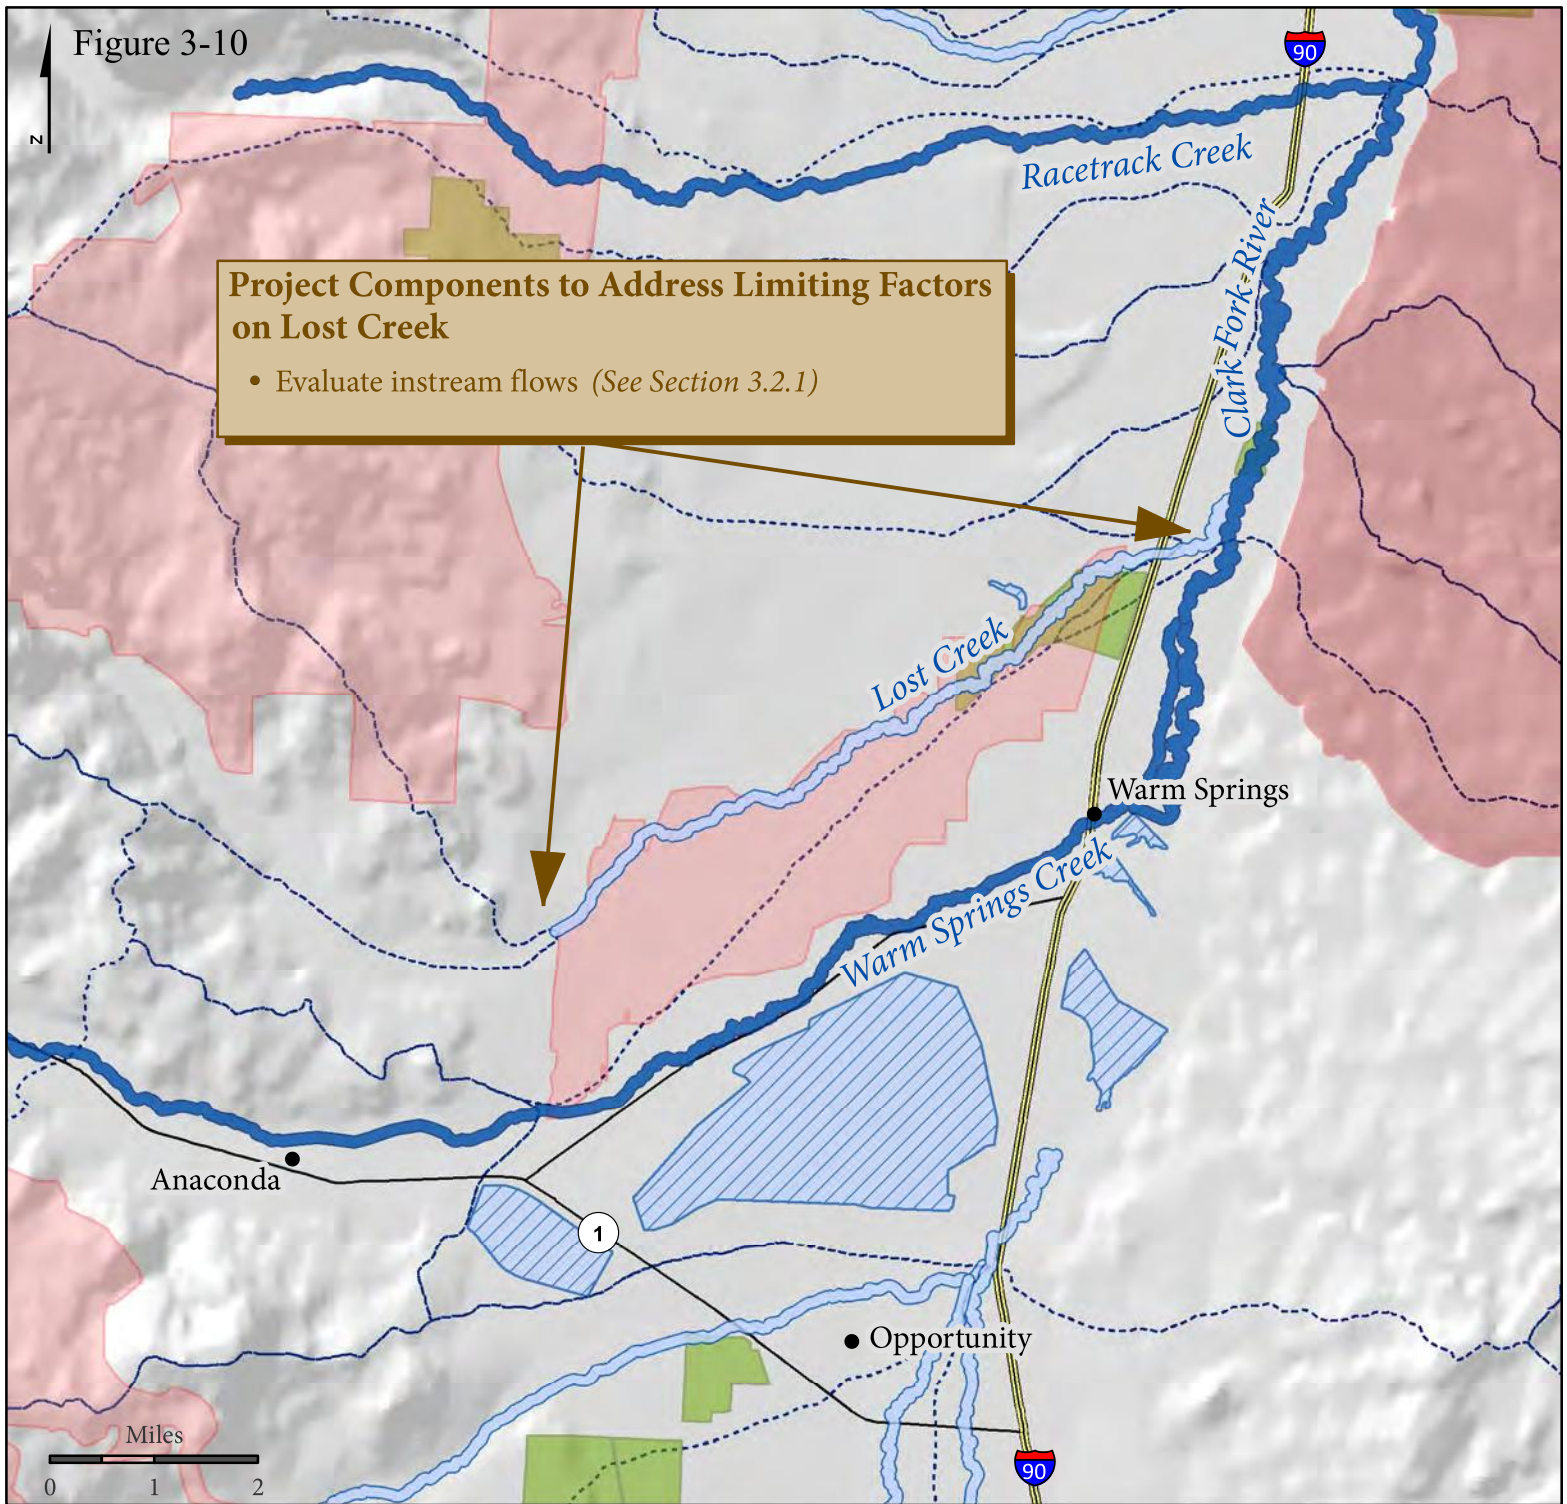 Figure 3-10
N
90
Racetrack Creek
Clark Fork River
Project Components to Address Limiting Factors
on Lost Creek
• Evaluate instream flows (See Section 3.2.1)
Lost Creek
Warm Springs
Warm Springs Creek
Anaconda
1
Opportunity
Miles
0 1 2
90